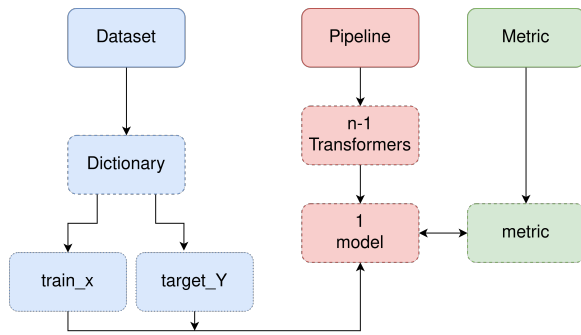 Dataset
Pipeline
Metric
n-1
Transformers
Dictionary
1
model
metric
train_x
target_Y